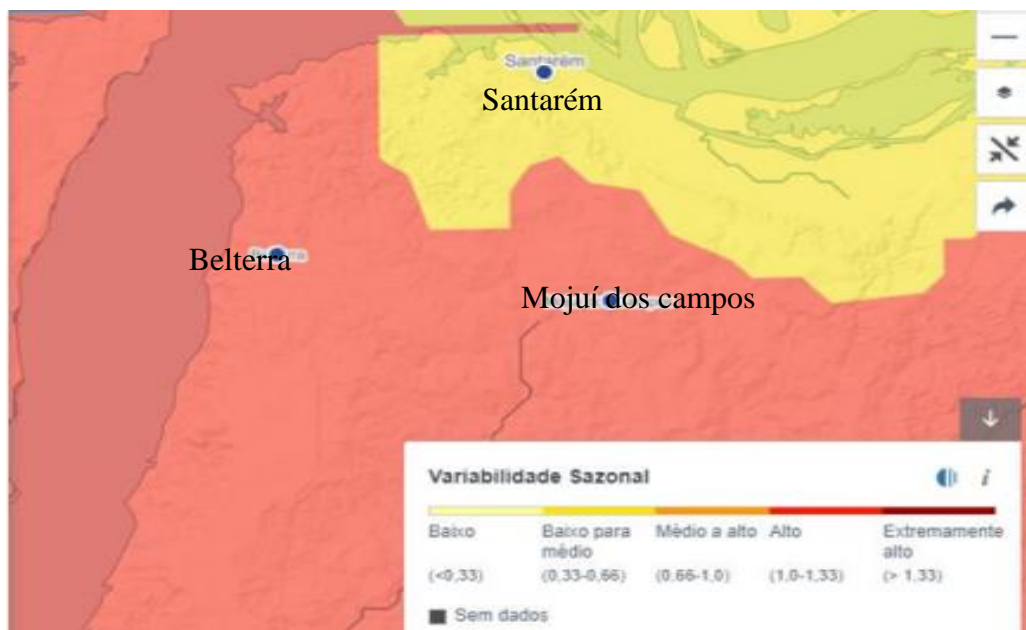 Santarém
Santarém
Belterra
Mojuí dos campos
Variabilidade Sazonal
i
Baixo
Baixo para médio
Médio a alto
Alto
Extremamente alto
(<0,33)
(0,33-0,66)
(0,66-1,0)
(1,0-1,33)
(> 1,33)
Sem dados